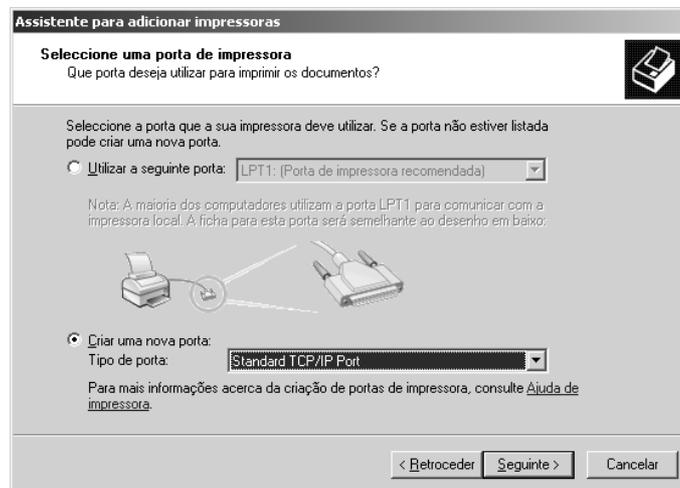 Assistente para adicionar impressoras
Seleccione uma porta de impressora
Que porta deseja utilizar para imprimir os documentos?
Seleccione a porta que a sua impressora deve utilizar. Se a porta não estiver listada
pode criar uma nova porta.
Utilizar a seguinte porta: LPT1: (Porta de impressora recomendada)
Nota: A maioria dos computadores utilizam a porta LPT1 para comunicar com a
impressora local. A ficha para esta porta será semelhante ao desenho em baixo:
Criar uma nova porta:
Tipo de porta: Standard TCP/IP Port
Para mais informações acerca da criação de portas de impressora, consulte Ajuda de
impressora.
< Retroceder Seguinte > Cancelar